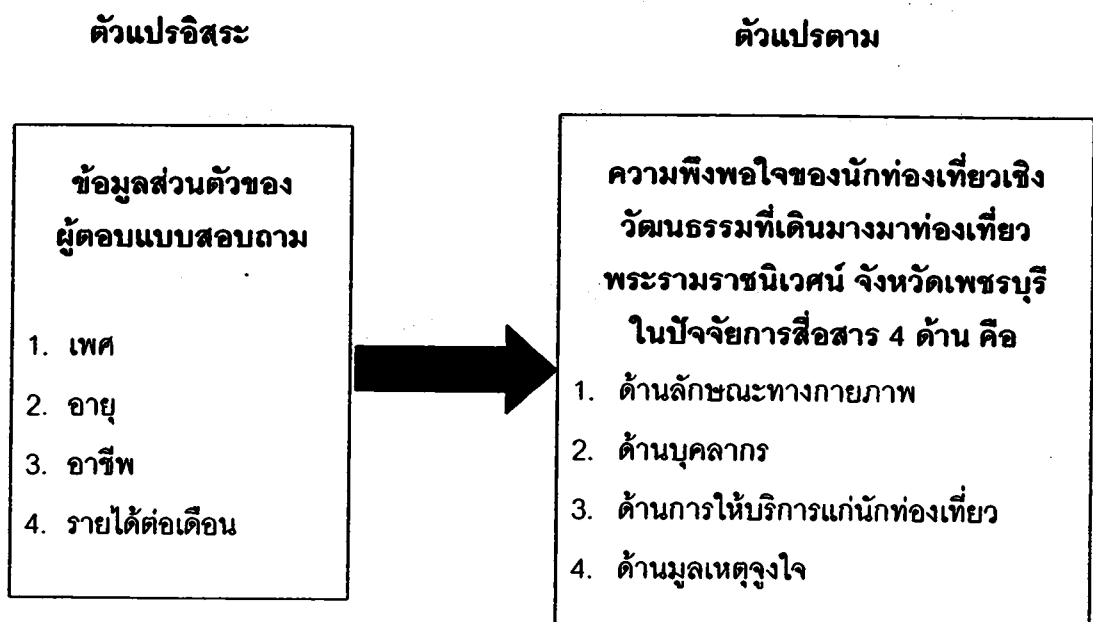 ตัวแปรอิสระ
ตัวแปรตาม
ข้อมูลส่วนตัวของ
ผู้ตอบแบบสอบถาม
1. เพศ
2. อายุ
3. อาชีพ
4. รายได้ต่อเดือน
ความพึงพอใจของนักท่องเที่ยวเชิง
วัฒนธรรมที่เดินมางมาท่องเที่ยว
พระรามราชนิเวศน์ จังหวัดเพชรบุรี
ในปัจจัยการสื่อสาร 4 ด้าน คือ
1. ด้านลักษณะทางกายภาพ
2. ด้านบุคลากร
3. ด้านการให้บริการแก่นักท่องเที่ยว
4. ด้านมูลเหตุจูงใจ